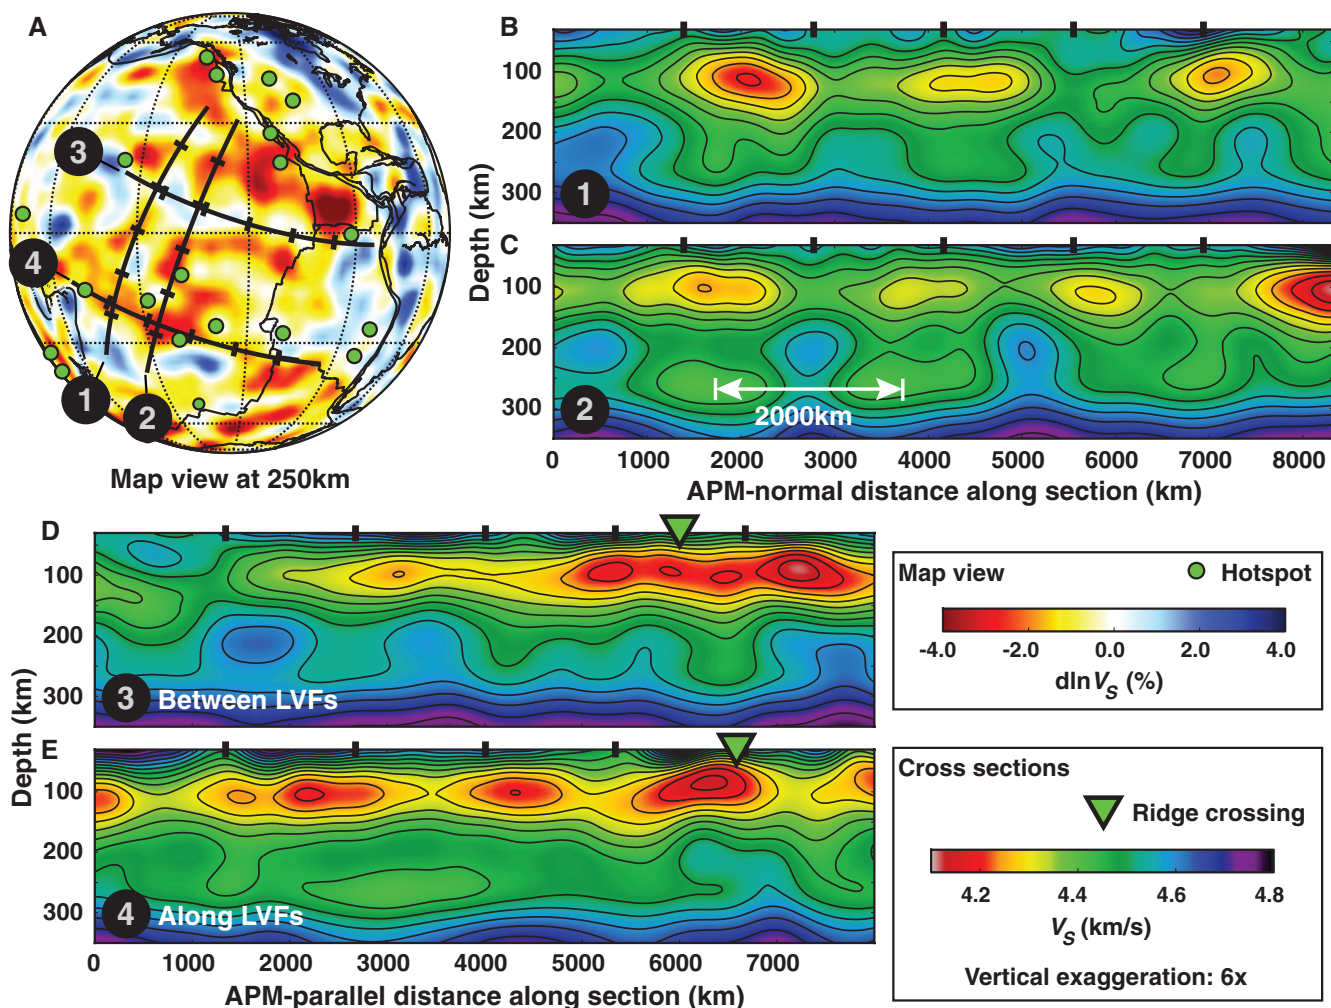 A
3
4
1
2
Map view at 250km
B
100
200
300
1
Depth (km)
C
100
200
300
2
2000km
0 1000 2000 3000 4000 5000 6000 7000 8000
APM-normal distance along section (km)
D
100
200
300
3 Between LVFs
Depth (km)
E
100
200
300
4 Along LVFs
0 1000 2000 3000 4000 5000 6000 7000
APM-parallel distance along section (km)
Map view
Hotspot
-4.0 -2.0 0.0 2.0 4.0
dlnVS (%)
Cross sections
Ridge crossing
4.2 4.4 4.6 4.8
VS (km/s)
Vertical exaggeration: 6x